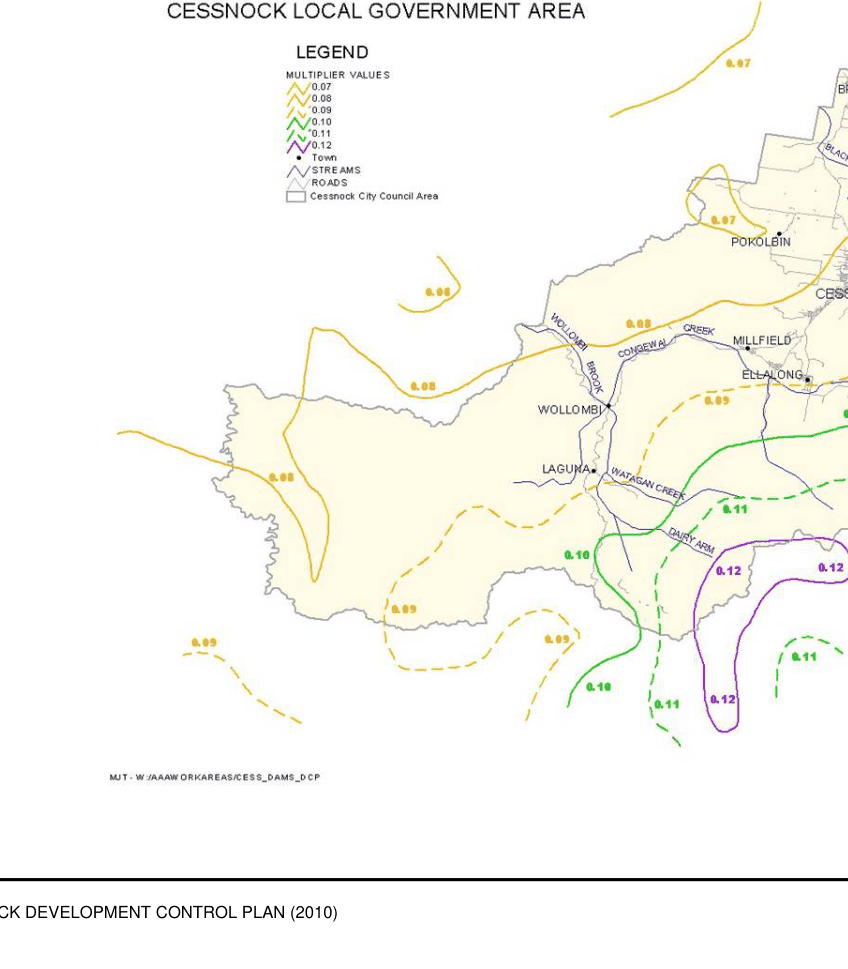 CESSNOCK LOCAL GOVERNMENT AREA
LEGEND
MULTIPLIER VALUES
0.07
0.08
0.09
0.10
0.11
0.12
Town
STREAMS
ROADS
Cessnock City Council Area
0.07
BLACK
0.07
POKOLBIN
CESS
0.08
WOLLOMBI
BROOK
CONGEWAI
CREEK
MILLFIELD
ELLALONG
0.08
0.09
WOLLOMBI
LAGUNA
WATAGAN CREEK
0.08
0.11
DAIRY ARM
0.10
0.12
0.12
0.09
0.09
0.09
0.11
0.10
0.12
0.11
MJT - W:/AAAWORKAREAS/CESS_DAMS_DCP
CK DEVELOPMENT CONTROL PLAN (2010)